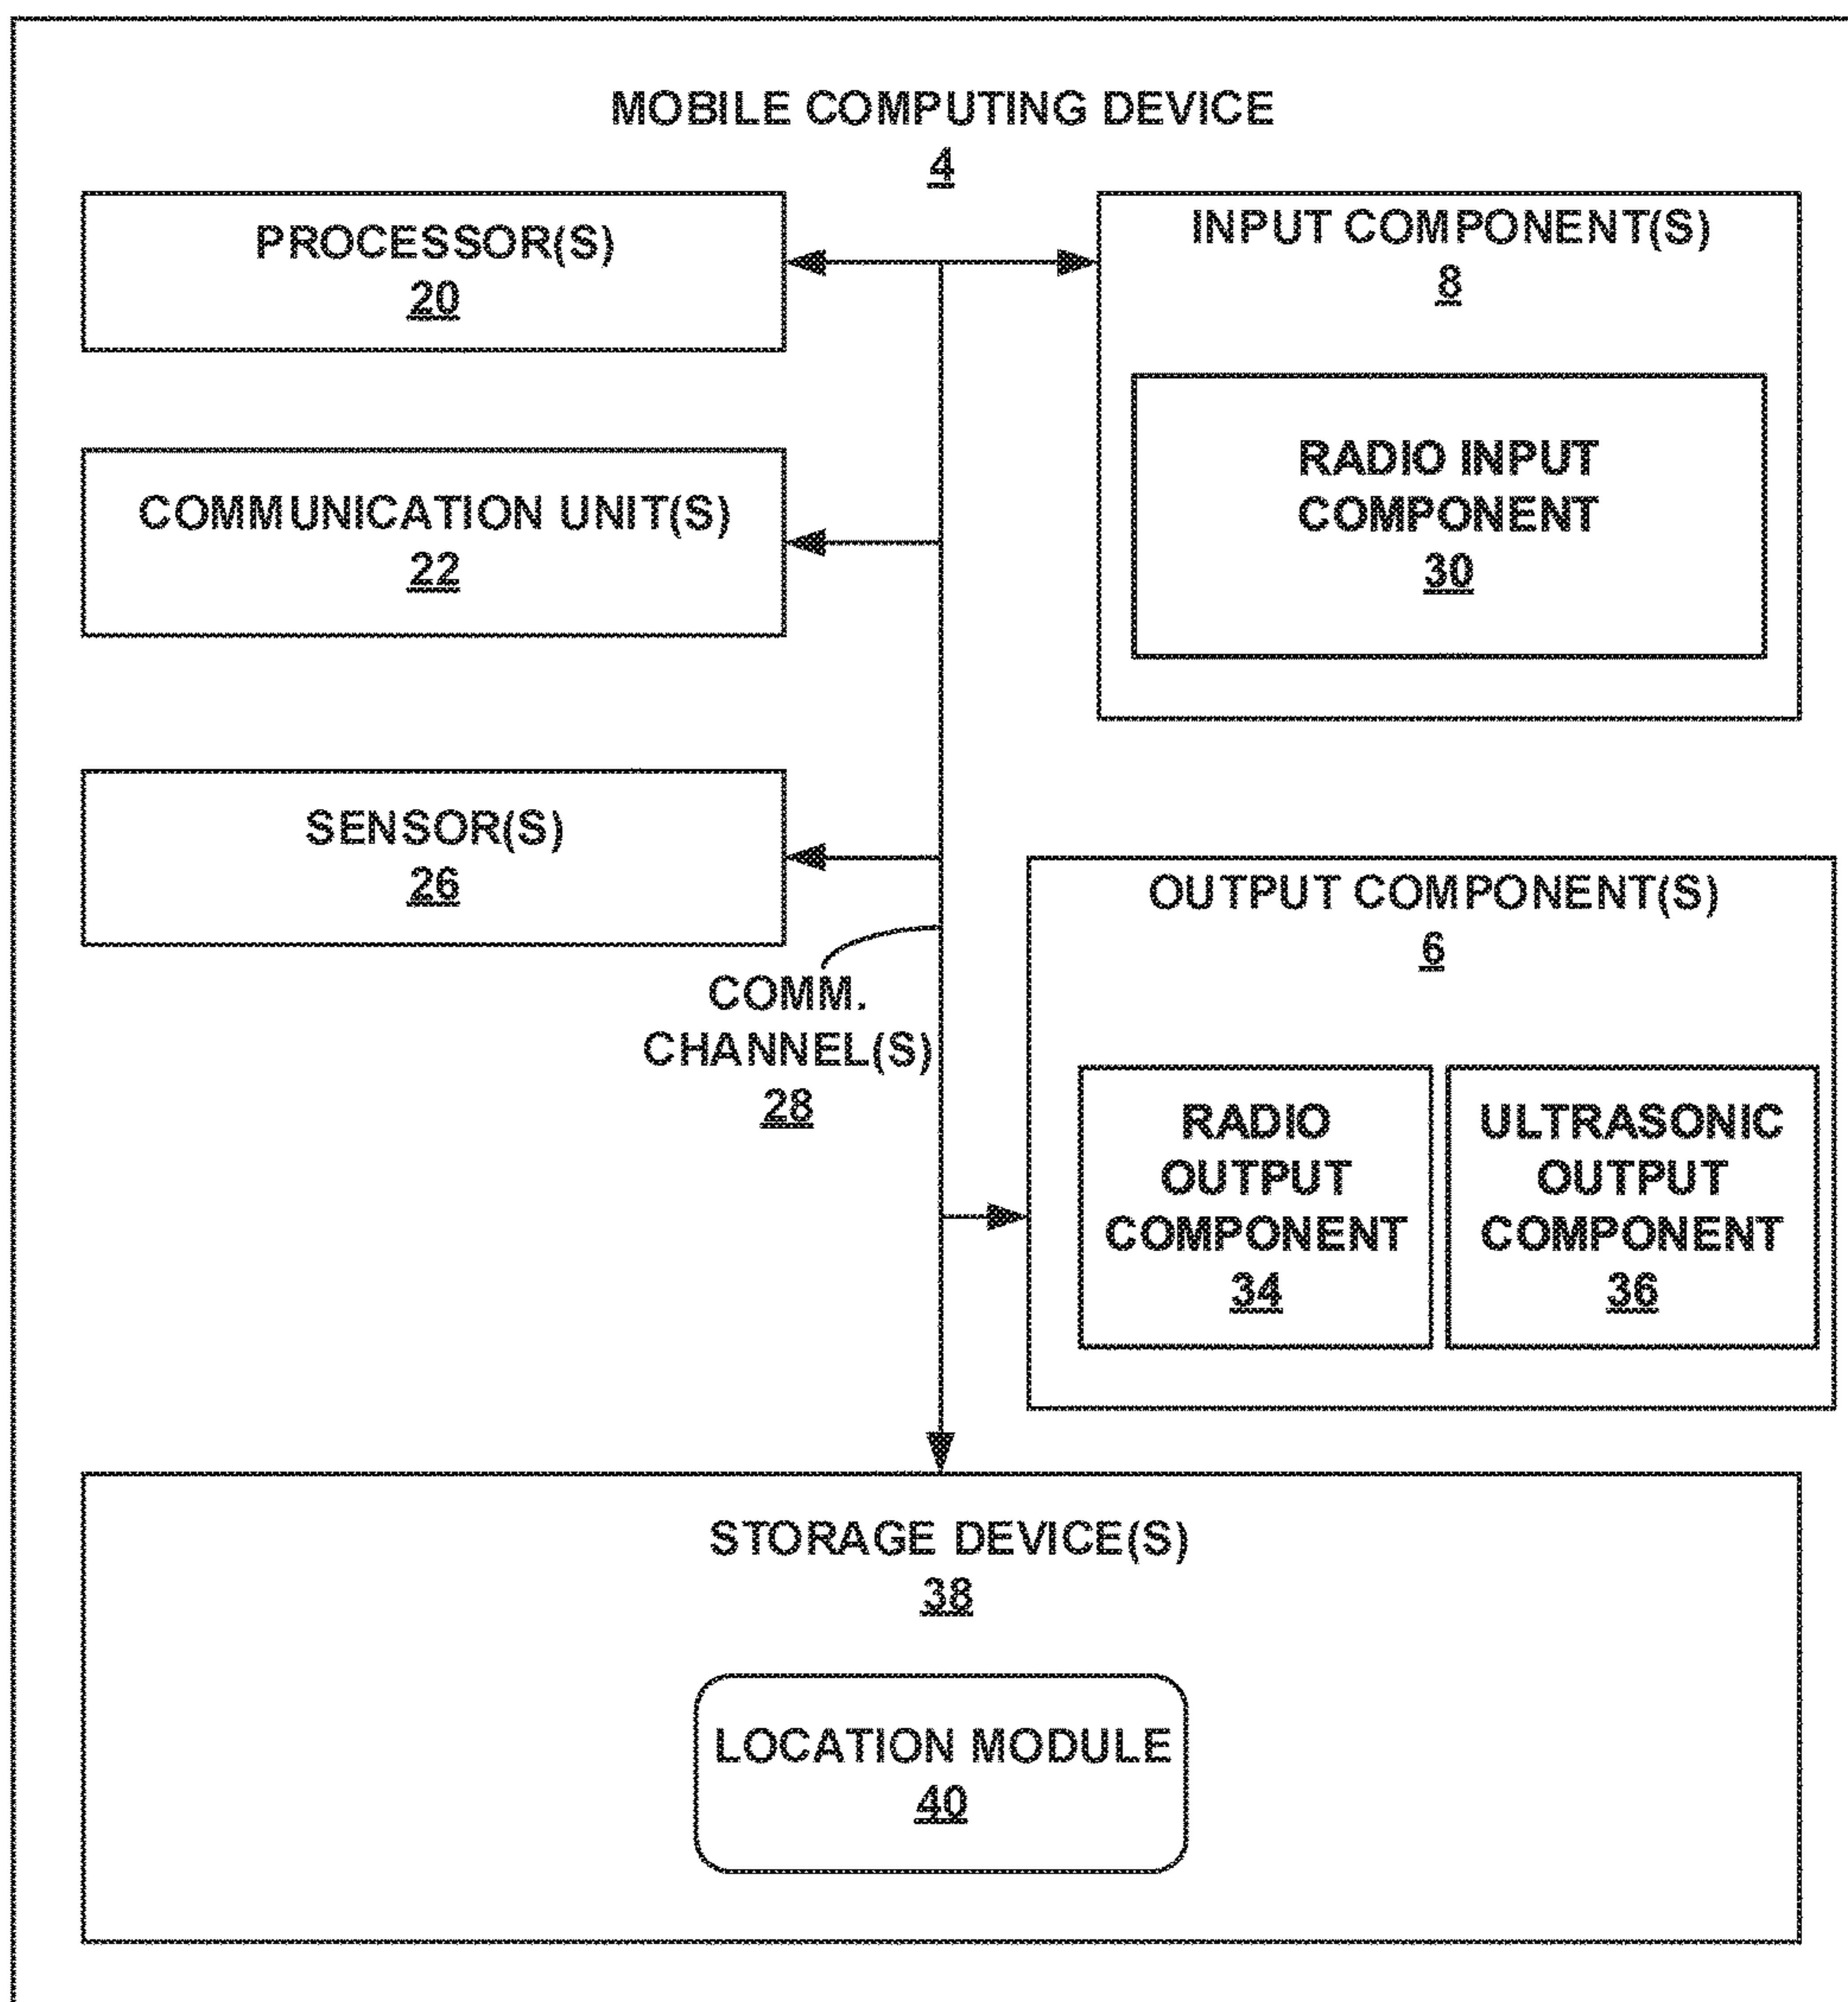 MOBILE COMPUTING DEVICE
4
PROCESSOR(S)
20
INPUT COMPONENT(S)
8
RADIO INPUT
COMPONENT
30
COMMUNICATION UNIT(S)
22
SENSOR(S)
26
COMM.
CHANNEL(S)
28
OUTPUT COMPONENT(S)
6
RADIO
OUTPUT
COMPONENT
34
ULTRASONIC
OUTPUT
COMPONENT
36
STORAGE DEVICE(S)
38
LOCATION MODULE
40